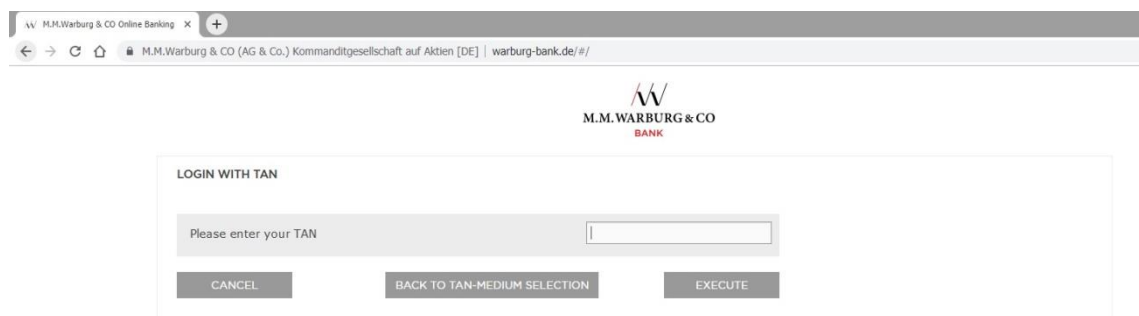 M.M.Warburg & CO Online Banking
M.M.Warburg & CO (AG & Co.) Kommanditgesellschaft auf Aktien [DE] | warburg-bank.de/#/
M.M.WARBURG & CO
BANK
LOGIN WITH TAN
Please enter your TAN
CANCEL BACK TO TAN-MEDIUM SELECTION EXECUTE